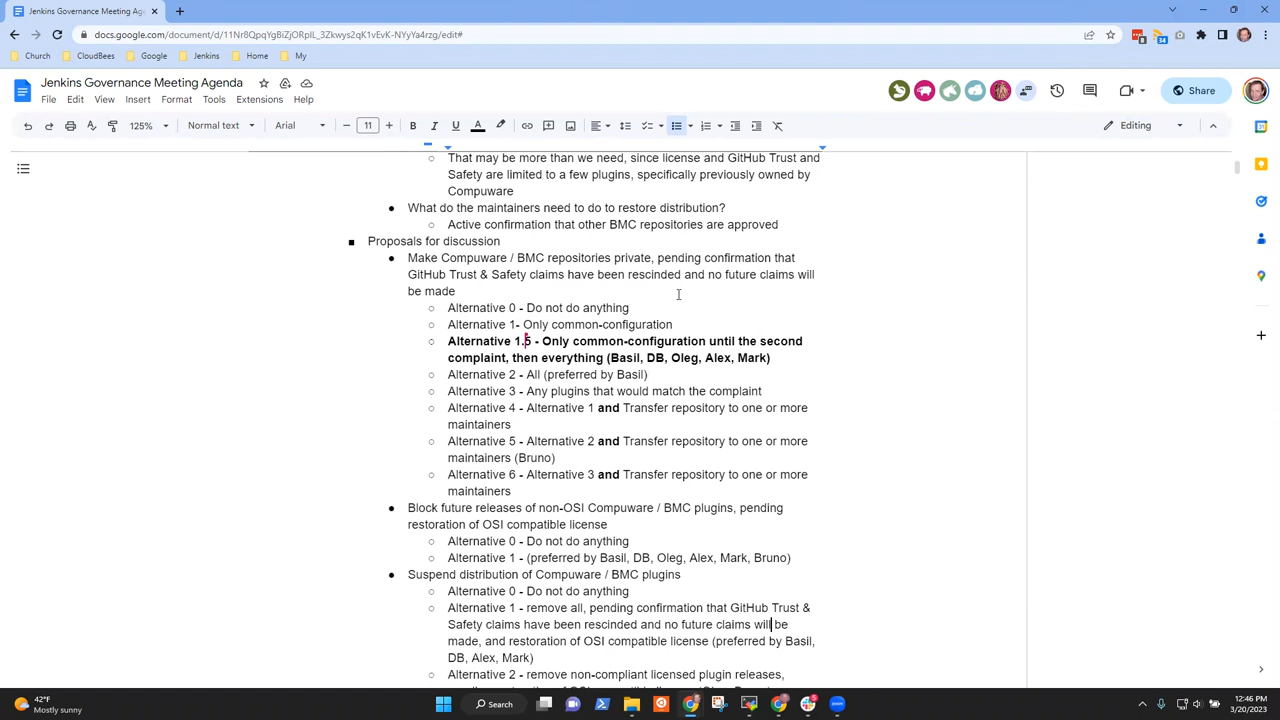 Jenkins Governance Meeting Agenda
docs.google.com/document/d/11Nr8QpqYgBiZjORpIL_3Zkwys2qK1vEvK-NYyYa4rzg/edit#
Church
CloudBees
Google
Jenkins
Home
My
Jenkins Governance Meeting Agenda
File Edit View Insert Format Tools Extensions Help
Share
125% Normal text Arial 11 B I U A Editing
That may be more than we need, since license and GitHub Trust and
Safety are limited to a few plugins, specifically previously owned by
Compuware
What do the maintainers need to do to restore distribution?
Active confirmation that other BMC repositories are approved
Proposals for discussion
Make Compuware / BMC repositories private, pending confirmation that
GitHub Trust & Safety claims have been rescinded and no future claims will
be made
Alternative 0 - Do not do anything
Alternative 1- Only common-configuration
Alternative 1.5 - Only common-configuration until the second
complaint, then everything (Basil, DB, Oleg, Alex, Mark)
Alternative 2 - All (preferred by Basil)
Alternative 3 - Any plugins that would match the complaint
Alternative 4 - Alternative 1 and Transfer repository to one or more
maintainers
Alternative 5 - Alternative 2 and Transfer repository to one or more
maintainers (Bruno)
Alternative 6 - Alternative 3 and Transfer repository to one or more
maintainers
Block future releases of non-OSI Compuware / BMC plugins, pending
restoration of OSI compatible license
Alternative 0 - Do not do anything
Alternative 1 - (preferred by Basil, DB, Oleg, Alex, Mark, Bruno)
Suspend distribution of Compuware / BMC plugins
Alternative 0 - Do not do anything
Alternative 1 - remove all, pending confirmation that GitHub Trust &
Safety claims have been rescinded and no future claims will be
made, and restoration of OSI compatible license (preferred by Basil,
DB, Alex, Mark)
Alternative 2 - remove non-compliant licensed plugin releases,
42°F
Mostly sunny
Search
12:46 PM
3/20/2023